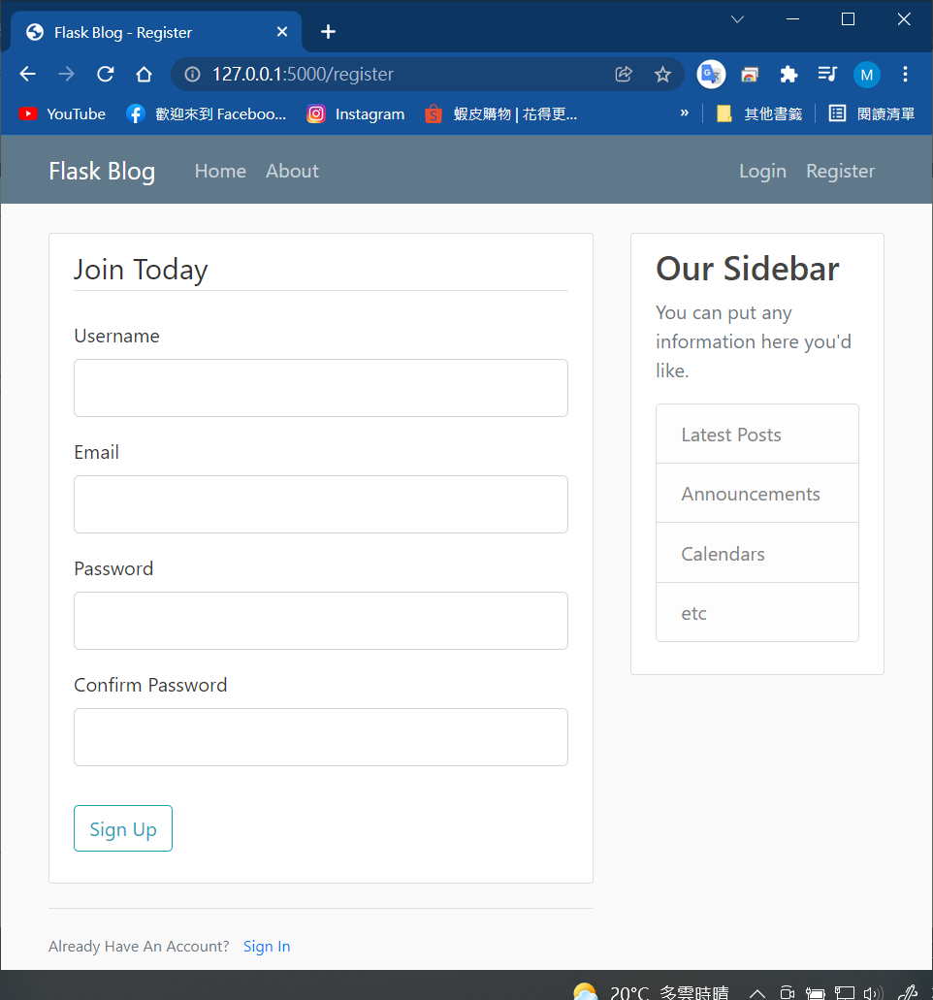 Flask Blog - Register
127.0.0.1:5000/register
M
YouTube
歡迎來到 Faceboo...
Instagram
蝦皮購物 | 花得更...
»
其他書籤
閱讀清單
Flask Blog
Home
About
Login
Register
Join Today
Username
Email
Password
Confirm Password
Sign Up
Already Have An Account?
Sign In
Our Sidebar
You can put any
information here you'd
like.
Latest Posts
Announcements
Calendars
etc
20°C 多雲時晴